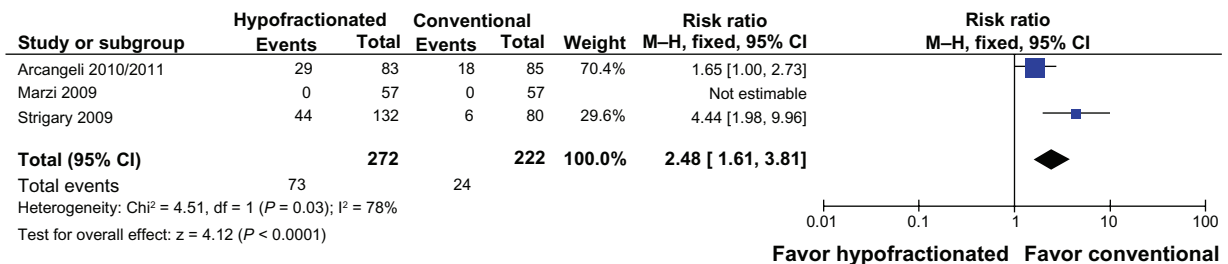 Hypofractionated Conventional Risk ratio Risk ratio
Study or subgroup Events Total Events Total Weight M–H, fixed, 95% CI M–H, fixed, 95% CI
Arcangeli 2010/2011 29 83 18 85 70.4% 1.65 [1.00, 2.73]
Marzi 2009 0 57 0 57 Not estimable
Strigary 2009 44 132 6 80 29.6% 4.44 [1.98, 9.96]
Total (95% CI) 272 222 100.0% 2.48 [ 1.61, 3.81]
Total events 73 24
Heterogeneity: Chi² = 4.51, df = 1 (P = 0.03); I² = 78%
Test for overall effect: z = 4.12 (P < 0.0001)
0.01 0.1 1 10 100
Favor hypofractionated Favor conventional